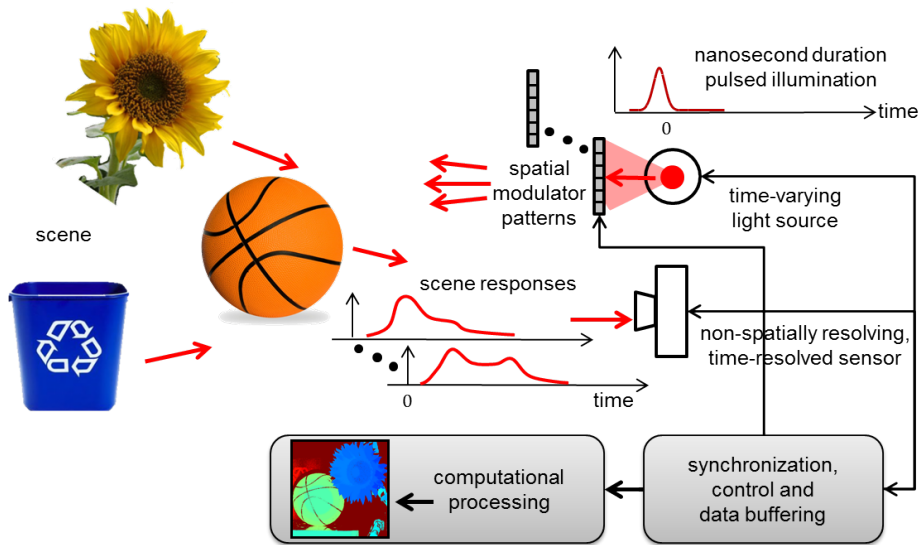 nanosecond duration
pulsed illumination
time
0
spatial
modulator
patterns
time-varying
light source
scene
scene responses
non-spatially resolving,
time-resolved sensor
0
time
computational
processing
synchronization,
control and
data buffering